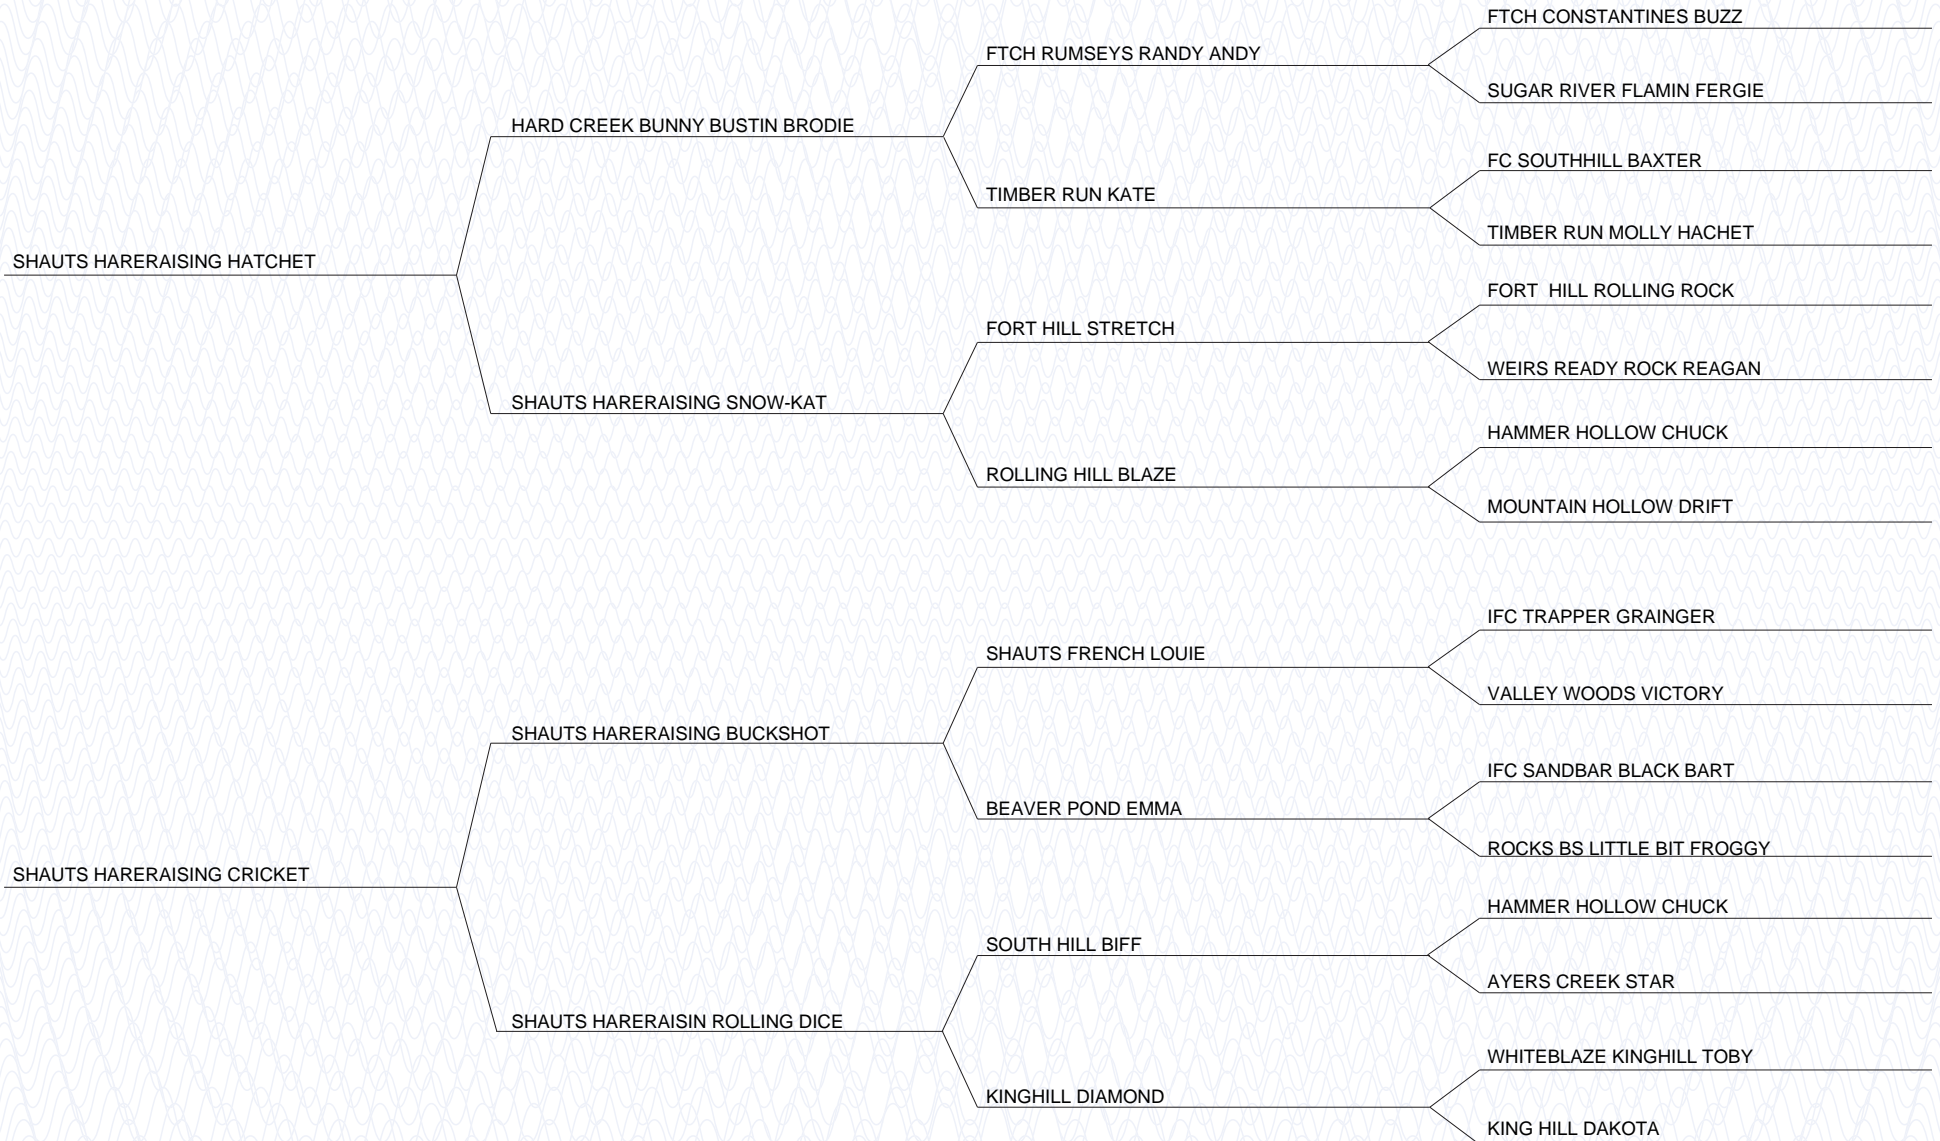 FTCH CONSTANTINES BUZZ
FTCH RUMSEYS RANDY ANDY
SUGAR RIVER FLAMIN FERGIE
HARD CREEK BUNNY BUSTIN BRODIE
FC SOUTHHILL BAXTER
TIMBER RUN KATE
TIMBER RUN MOLLY HACHET
SHAUTS HARERAISING HATCHET
FORT  HILL ROLLING ROCK
FORT HILL STRETCH
WEIRS READY ROCK REAGAN
SHAUTS HARERAISING SNOW-KAT
HAMMER HOLLOW CHUCK
ROLLING HILL BLAZE
MOUNTAIN HOLLOW DRIFT
IFC TRAPPER GRAINGER
SHAUTS FRENCH LOUIE
VALLEY WOODS VICTORY
SHAUTS HARERAISING BUCKSHOT
IFC SANDBAR BLACK BART
BEAVER POND EMMA
ROCKS BS LITTLE BIT FROGGY
SHAUTS HARERAISING CRICKET
HAMMER HOLLOW CHUCK
SOUTH HILL BIFF
AYERS CREEK STAR
SHAUTS HARERAISIN ROLLING DICE
WHITEBLAZE KINGHILL TOBY
KINGHILL DIAMOND
KING HILL DAKOTA